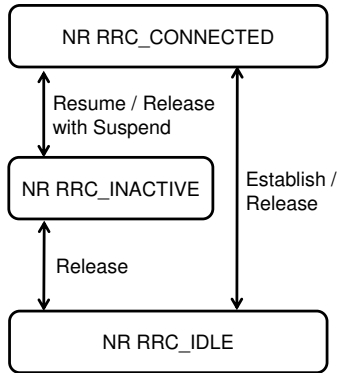 NR RRC_CONNECTED
Resume / Release
with Suspend
NR RRC_INACTIVE
Establish /
Release
Release
NR RRC_IDLE